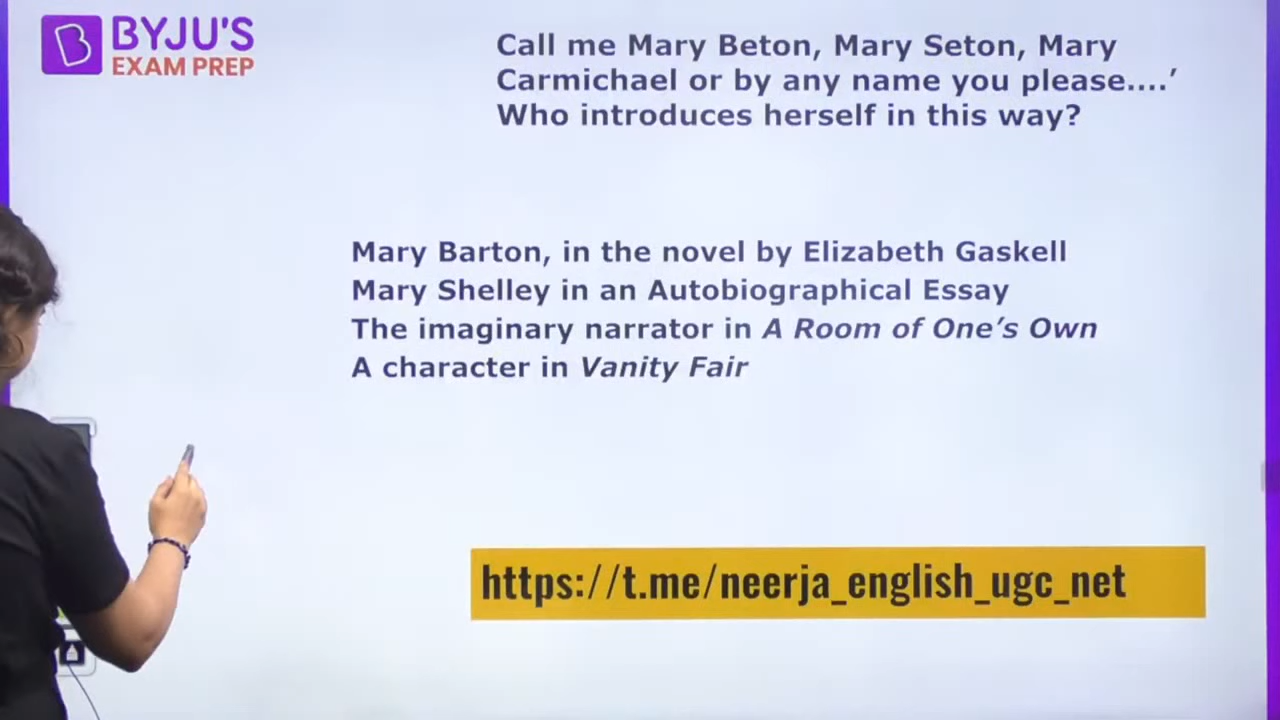 BYJU'S
EXAM PREP
Call me Mary Beton, Mary Seton, Mary
Carmichael or by any name you please....’
Who introduces herself in this way?
Mary Barton, in the novel by Elizabeth Gaskell
Mary Shelley in an Autobiographical Essay
The imaginary narrator in A Room of One’s Own
A character in Vanity Fair
https://t.me/neerja_english_ugc_net